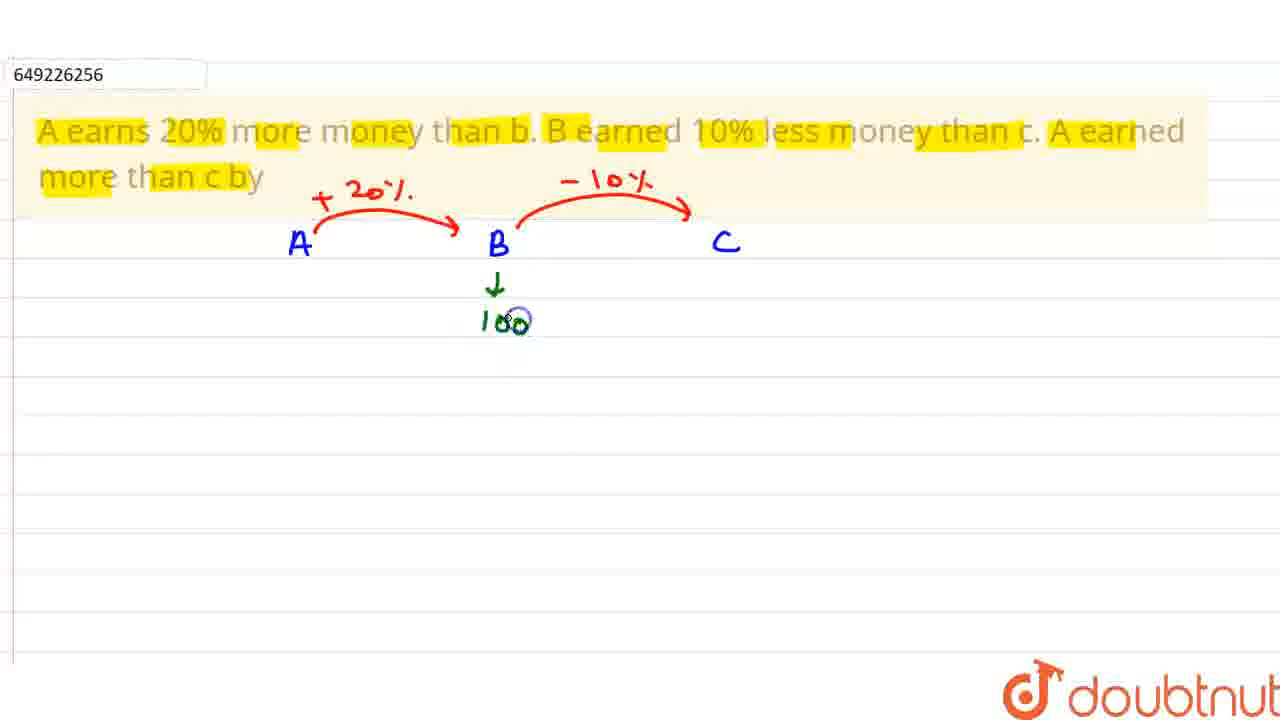 649226256
A earns 20% more money than b. B earned 10% less money than c. A earned
more than c by
+ 20% - 10%
A B C
100
doubtnut